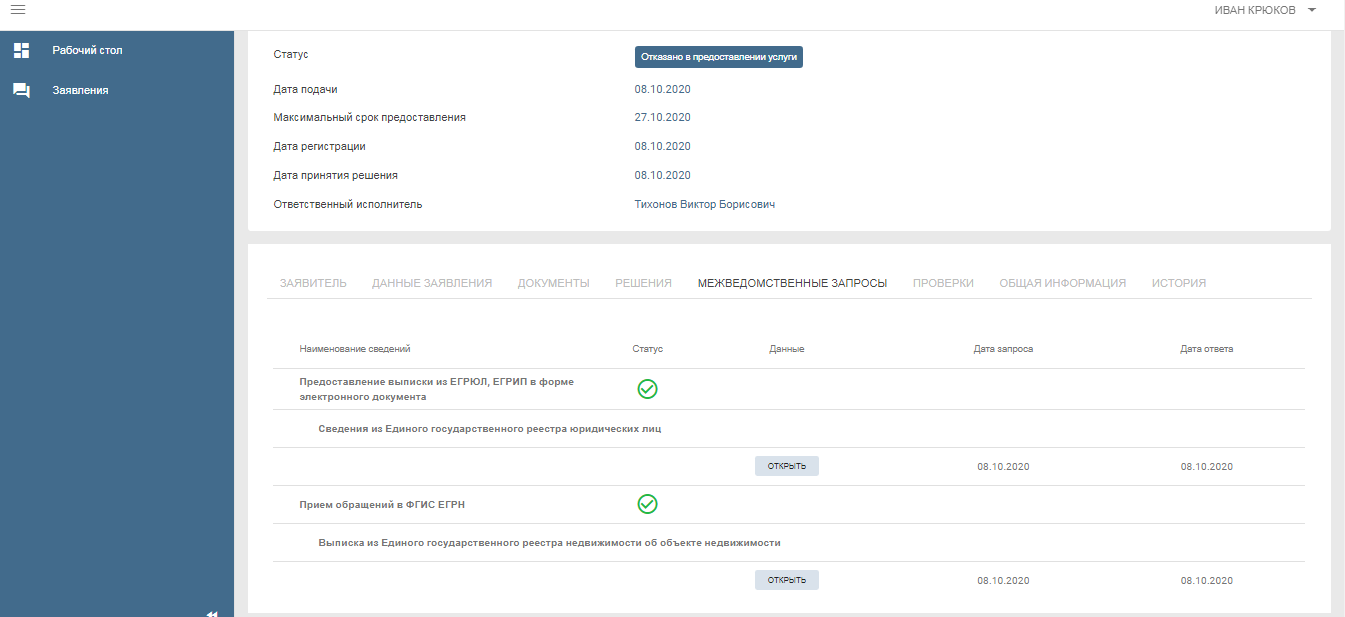 ИВАН КРЮКОВ
Рабочий стол
Заявления
Статус Отказано в предоставлении услуги
Дата подачи 08.10.2020
Максимальный срок предоставления 27.10.2020
Дата регистрации 08.10.2020
Дата принятия решения 08.10.2020
Ответственный исполнитель Тихонов Виктор Борисович
ЗАЯВИТЕЛЬ ДАННЫЕ ЗАЯВЛЕНИЯ ДОКУМЕНТЫ РЕШЕНИЯ МЕЖВЕДОМСТВЕННЫЕ ЗАПРОСЫ ПРОВЕРКИ ОБЩАЯ ИНФОРМАЦИЯ ИСТОРИЯ
Наименование сведений Статус Данные Дата запроса Дата ответа
Предоставление выписки из ЕГРЮЛ, ЕГРИП в форме
электронного документа
Сведения из Единого государственного реестра юридических лиц
ОТКРЫТЬ 08.10.2020 08.10.2020
Прием обращений в ФГИС ЕГРН
Выписка из Единого государственного реестра недвижимости об объекте недвижимости
ОТКРЫТЬ 08.10.2020 08.10.2020